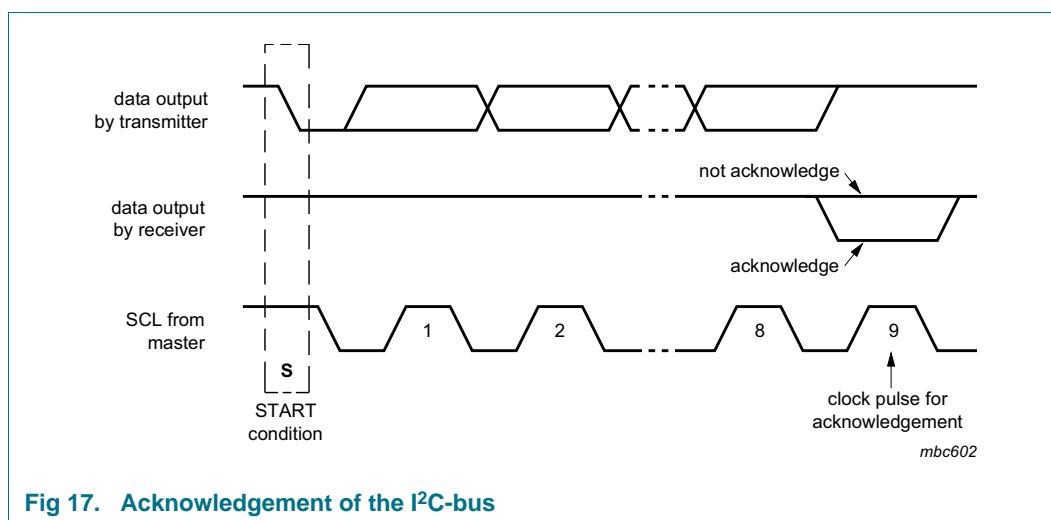 data output
by transmitter
not acknowledge
data output
by receiver
acknowledge
SCL from
master
1
2
8
9
S
START
condition
clock pulse for
acknowledgement
mbc602
Fig 17. Acknowledgement of the I²C-bus